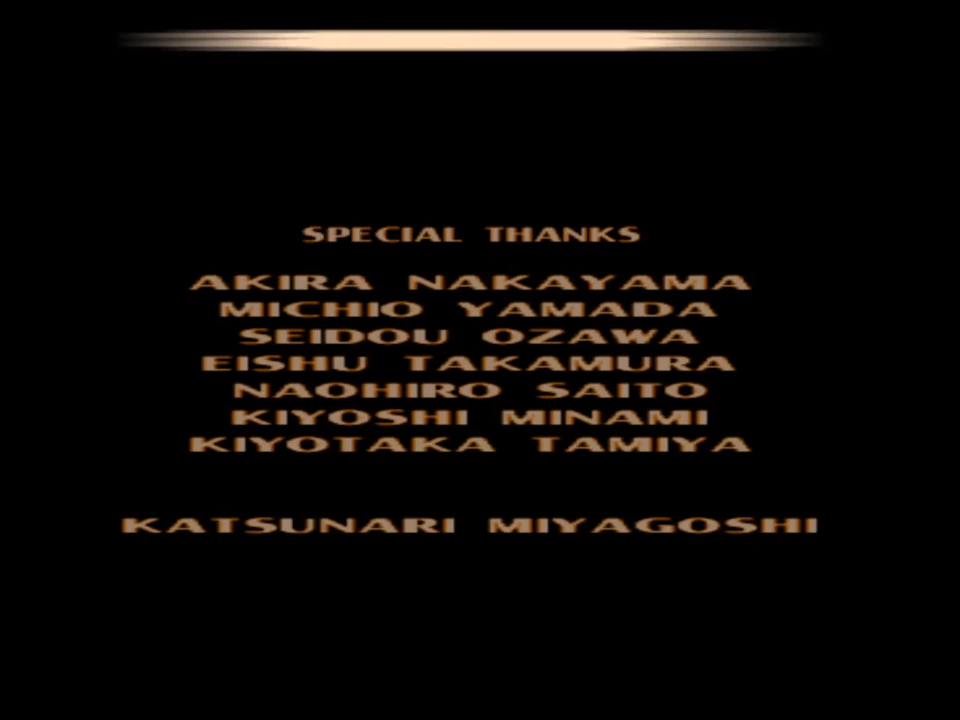 SPECIAL THANKS
AKIRA NAKAYAMA
MICHIO YAMADA
SEIDOU OZAWA
EISHU TAKAMURA
NAOHIRO SAITO
KIYOSHI MINAMI
KIYOTAKA TAMIYA
KATSUNARI MIYAGOSHI